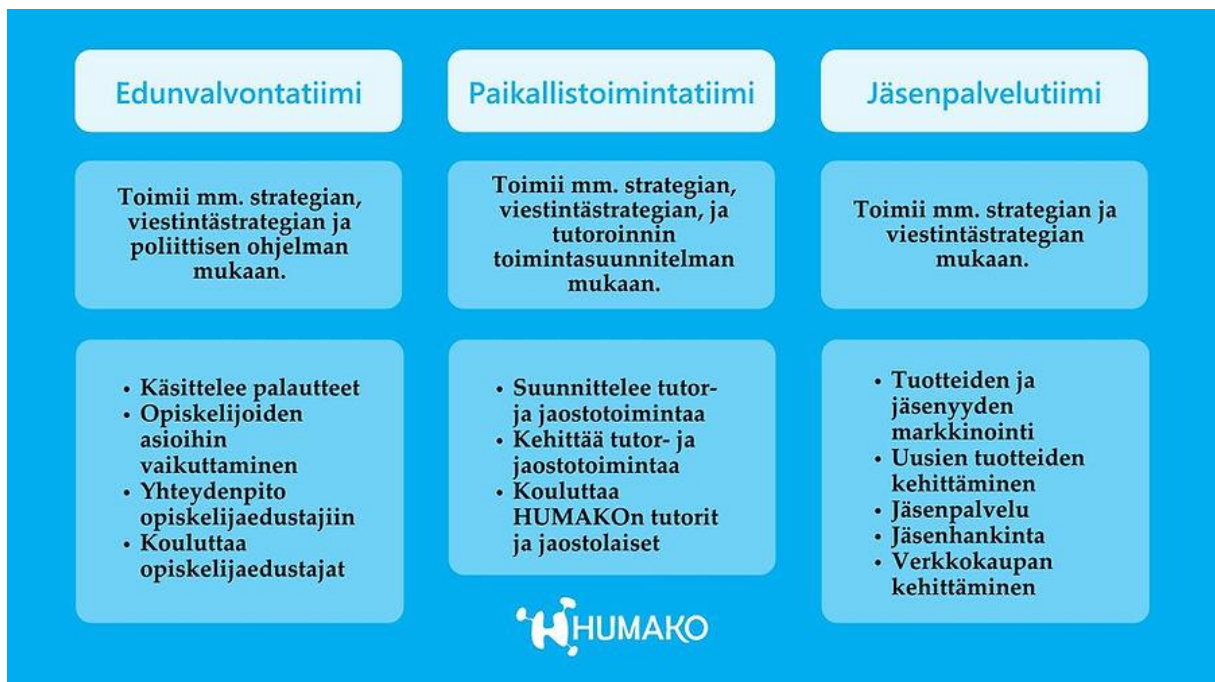 Edunvalvontatiimi
Toimii mm. strategian,
viestintästrategian ja
poliittisen ohjelman
mukaan.
• Käsittelee palautteet
• Opiskelijoiden
asioihin
vaikuttaminen
• Yhteydenpito
opiskelijaedustajiin
• Kouluttaa
opiskelijaedustajat
Paikallistoimintatiimi
Toimii mm. strategian,
viestintästrategian, ja
tutoroinnin
toimintasuunnitelman
mukaan.
• Suunnittelee tutor-
ja jaostotoimintaa
• Kehittää tutor- ja
jaostotoimintaa
• Kouluttaa
HUMAKOn tutorit
ja jaostolaiset
Jäsenpalvelutiimi
Toimii mm. strategian ja
viestintästrategian
mukaan.
• Tuotteiden ja
jäsenyyden
markkinointi
• Uusien tuotteiden
kehittäminen
• Jäsenpalvelu
• Jäsenhankinta
• Verkkokaupan
kehittäminen
HUMAKO